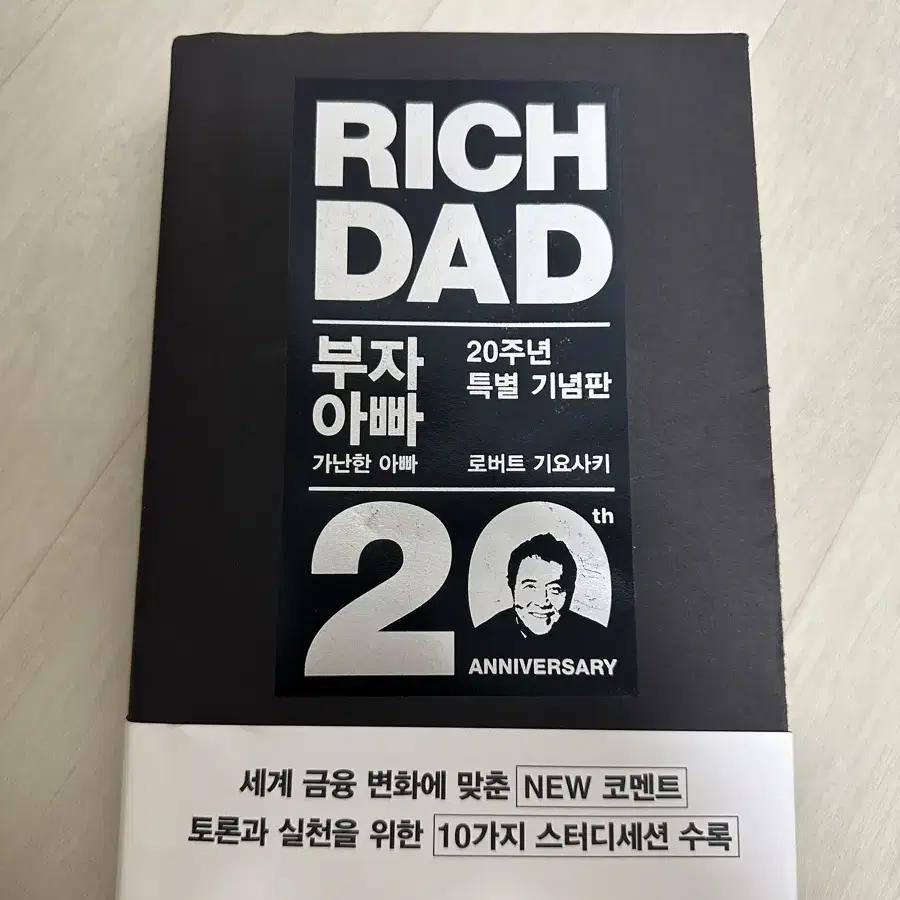 RICH
DAD
부자
아빠
가난한 아빠
20주년
특별 기념판
로버트 기요사키
20th
ANNIVERSARY
세계 금융 변화에 맞춘 NEW 코멘트
토론과 실천을 위한 10가지 스터디세션 수록